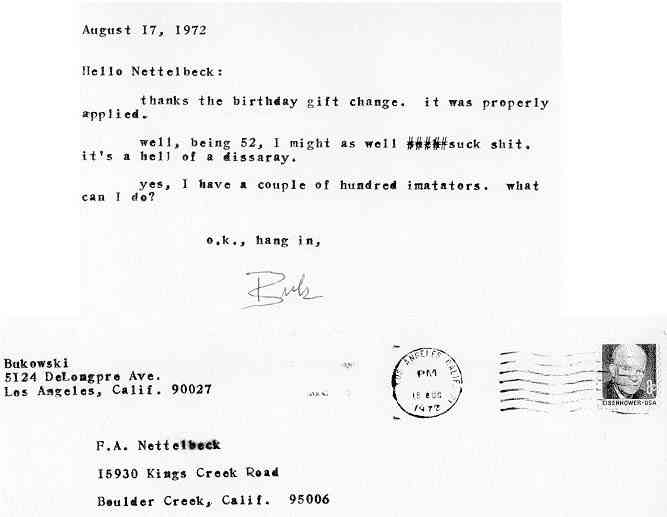 August 17, 1972
Hello Nettelbeck:
thanks the birthday gift change. it was properly
applied.
well, being 52, I might as well #####suck shit.
it's a hell of a dissaray.
yes, I have a couple of hundred imatators. what
can I do?
o.k., hang in,
Buk
Bukowski
5124 DeLongpre Ave.
Los Angeles, Calif. 90027
LOS ANGELES, CALIF.
PM
AUG
1972
EISENHOWER·USA
F.A. Nettelbeck
15930 Kings Creek Road
Boulder Creek, Calif. 95006